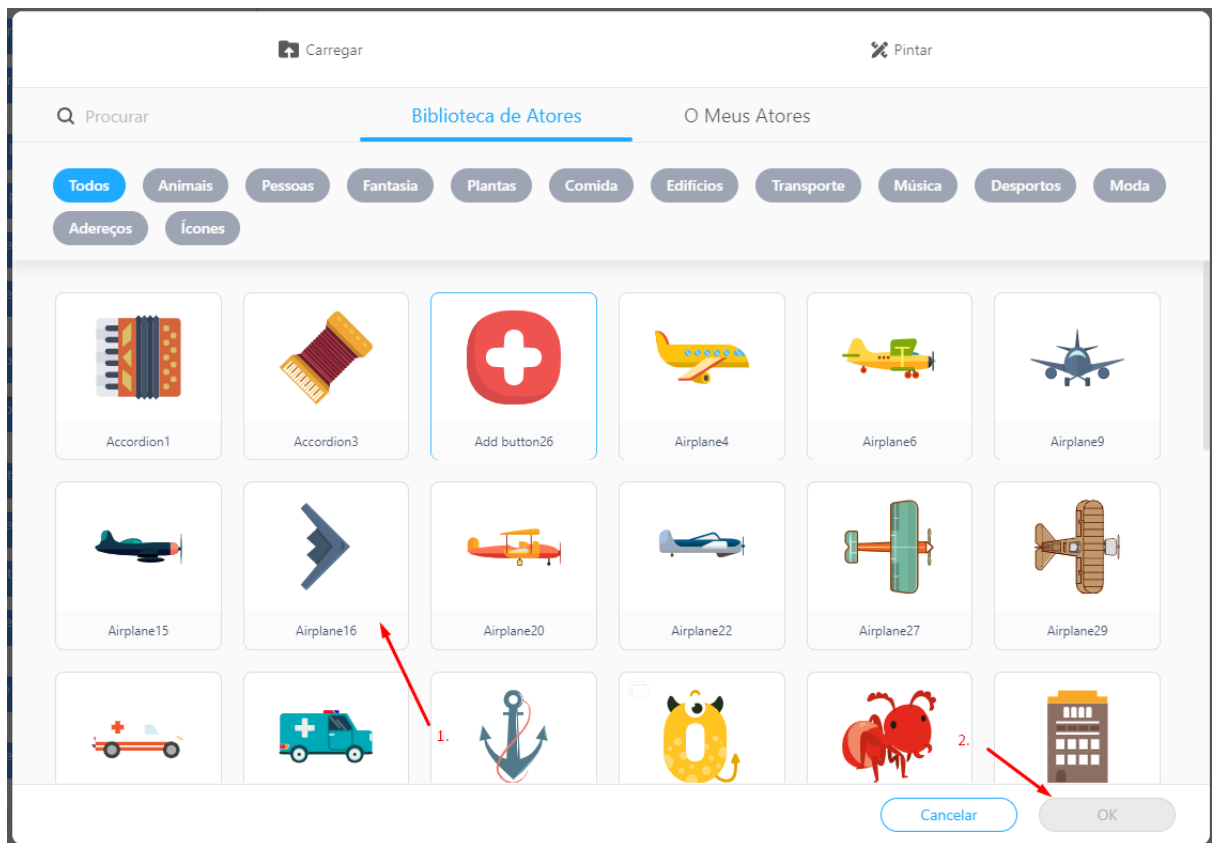 Carregar
Pintar
Procurar
Biblioteca de Atores
O Meus Atores
Todos Animais Pessoas Fantasia Plantas Comida Edifícios Transporte Música Desportos Moda
Adereços Ícones
Accordion1 Accordion3 Add button26 Airplane4 Airplane6 Airplane9
Airplane15 Airplane16 Airplane20 Airplane22 Airplane27 Airplane29
1.
2.
Cancelar OK